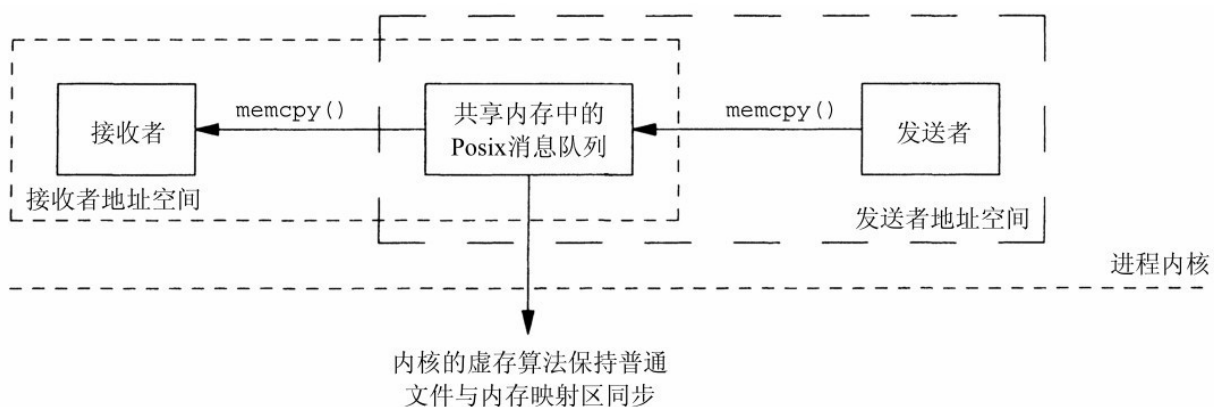 接收者
memcpy()
共享内存中的
Posix消息队列
memcpy()
发送者
接收者地址空间
发送者地址空间
进程内核
内核的虚存算法保持普通
文件与内存映射区同步